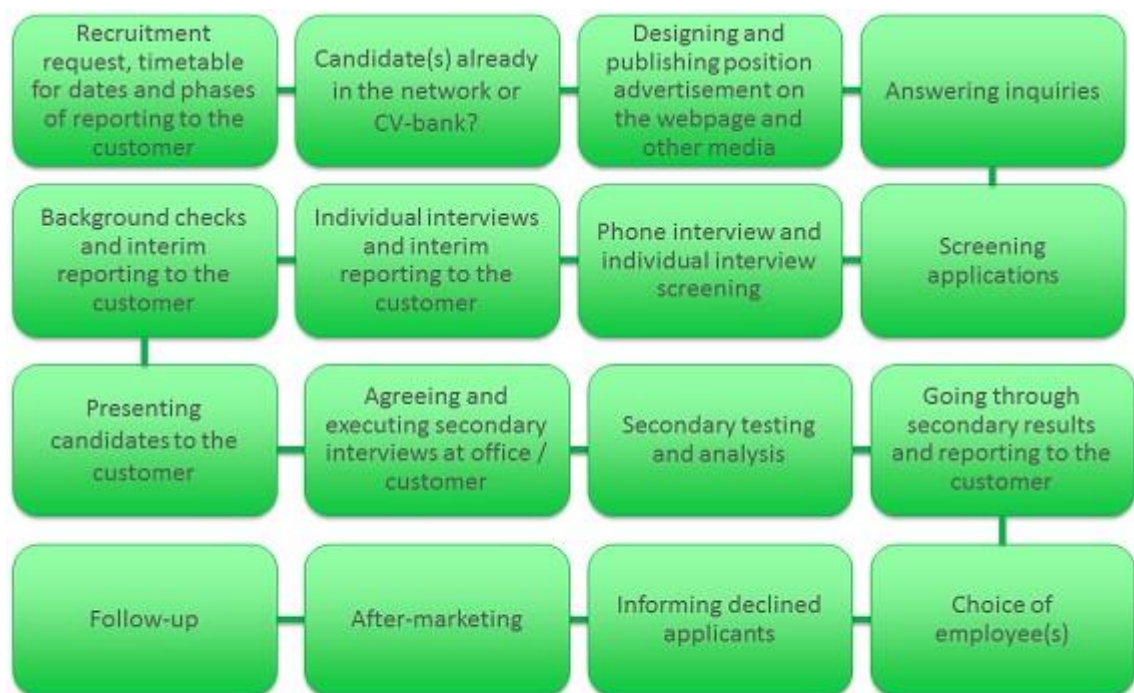 Recruitment
request, timetable
for dates and phases
of reporting to the
customer
Candidate(s) already
in the network or
CV-bank?
Designing and
publishing position
advertisement on
the webpage and
other media
Answering inquiries
Background checks
and interim
reporting to the
customer
Individual interviews
and interim
reporting to the
customer
Phone interview and
individual interview
screening
Screening
applications
Presenting
candidates to the
customer
Agreeing and
executing secondary
interviews at office /
customer
Secondary testing
and analysis
Going through
secondary results
and reporting to the
customer
Follow-up
After-marketing
Informing declined
applicants
Choice of
employee(s)